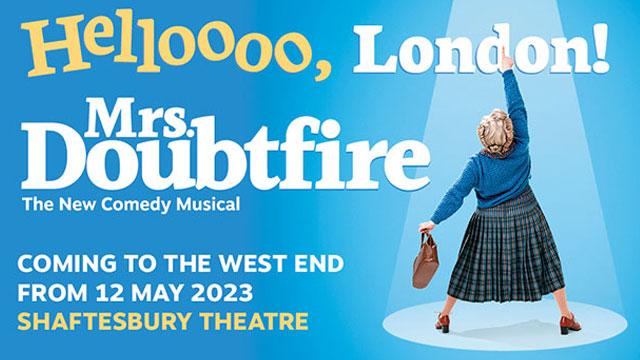 Helloooo, London!
Mrs.
Doubtfire
The New Comedy Musical
COMING TO THE WEST END
FROM 12 MAY 2023
SHAFTESBURY THEATRE